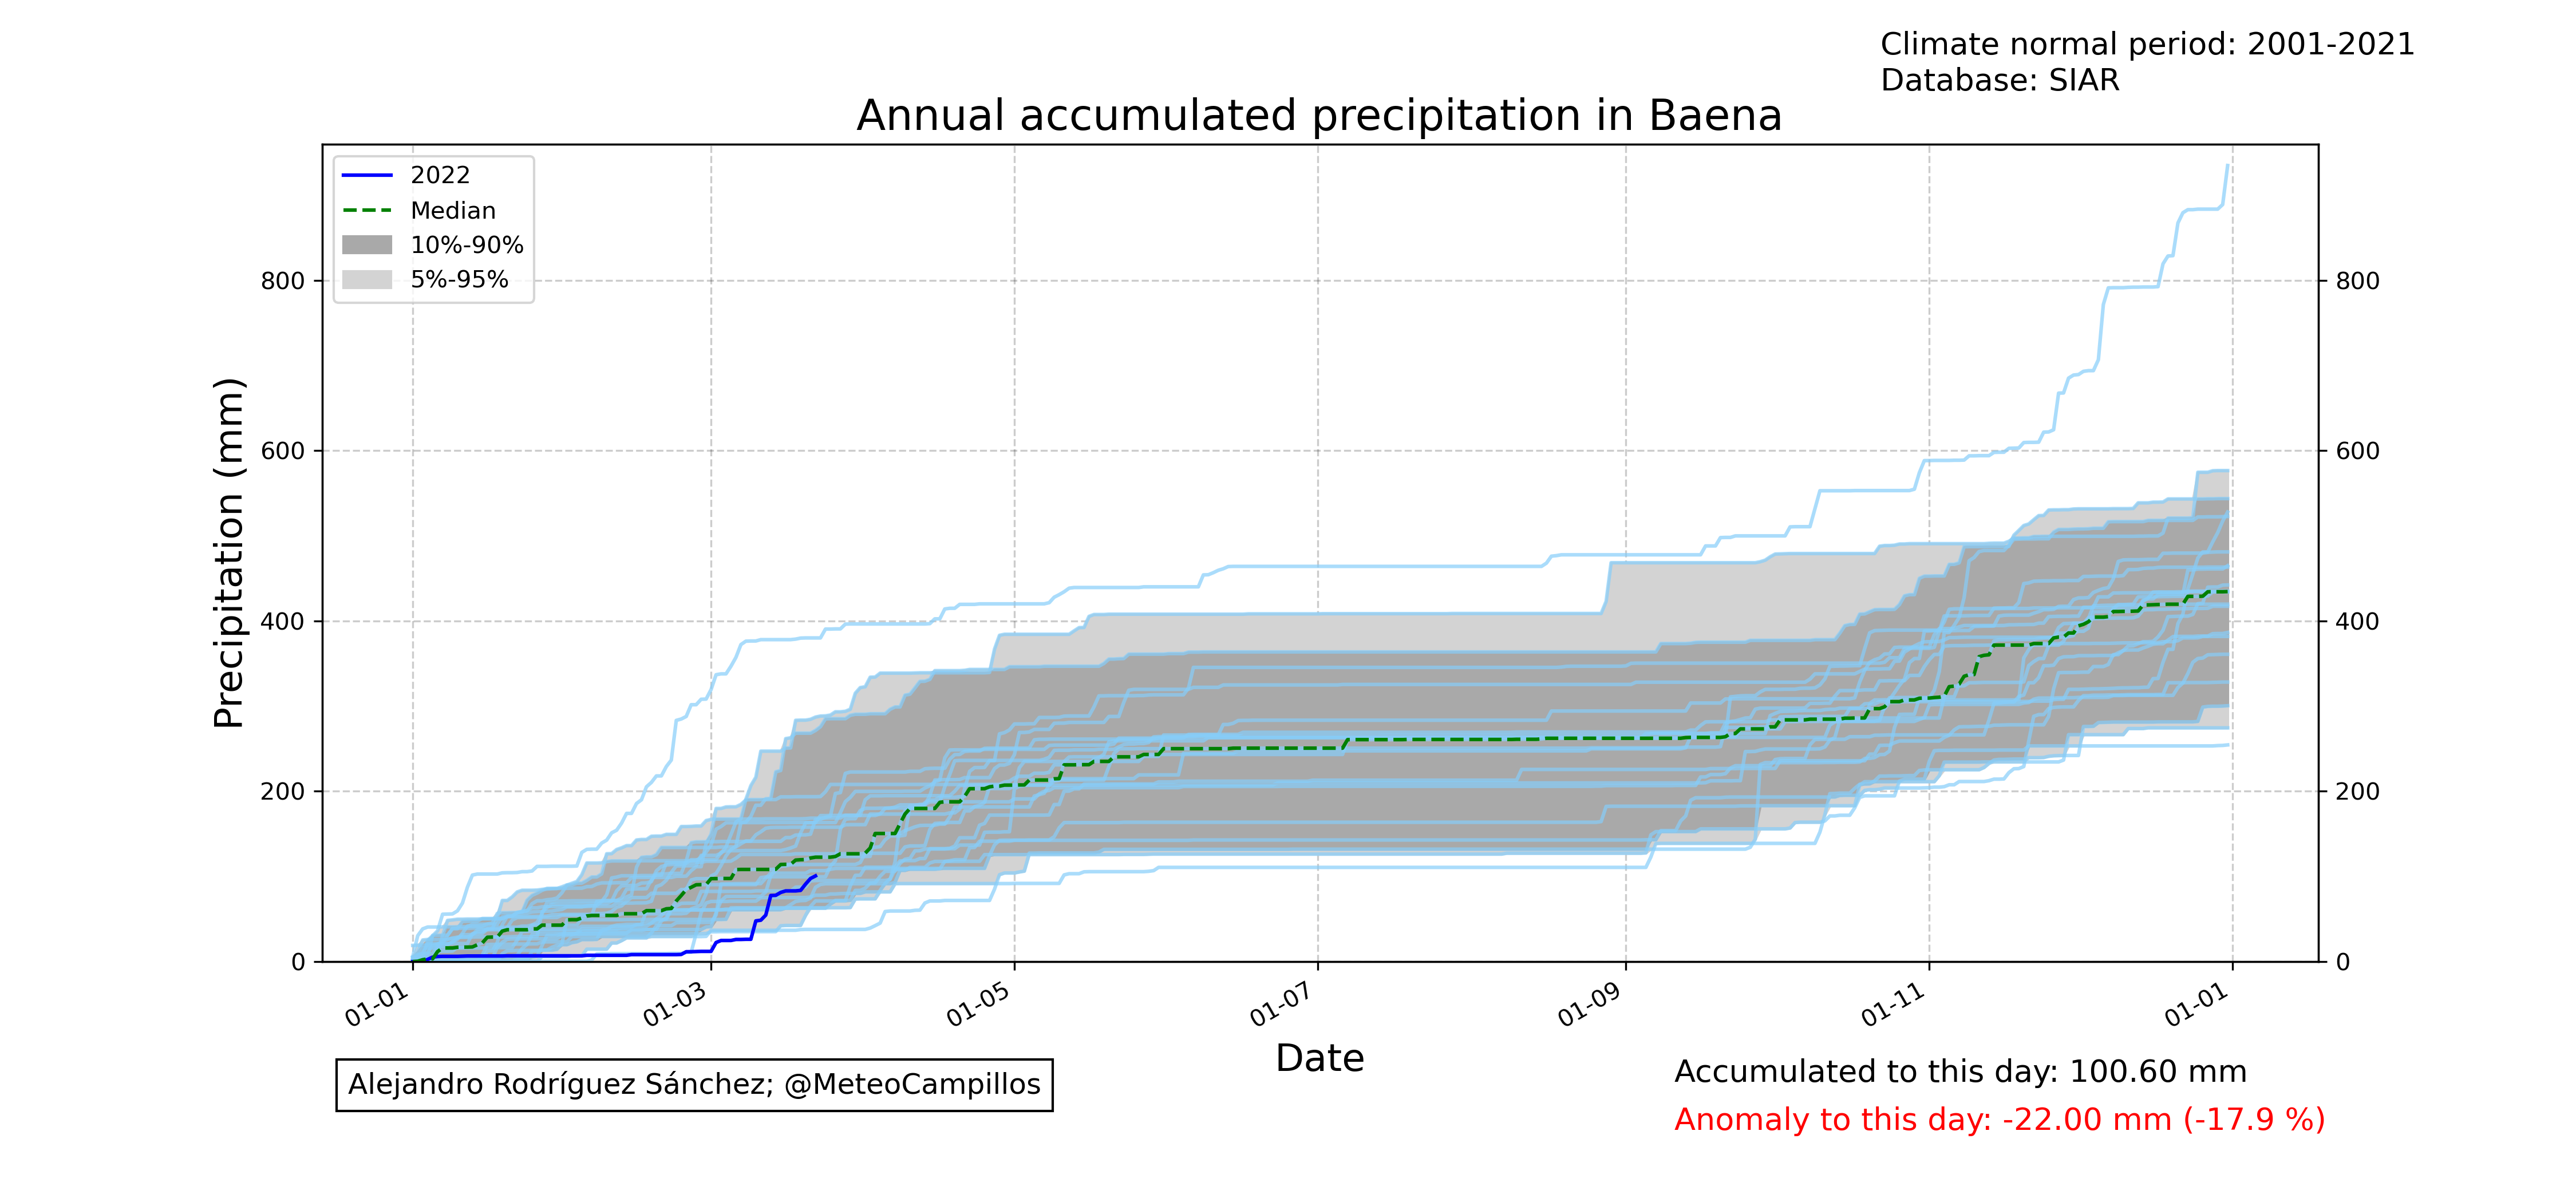 Climate normal period: 2001-2021
Database: SIAR
Annual accumulated precipitation in Baena
2022
Median
10%-90%
5%-95%
Precipitation (mm)
800
600
400
200
0
800
600
400
200
0
01-01
01-03
01-05
01-07
01-09
01-11
01-01
Date
Alejandro Rodríguez Sánchez; @MeteoCampillos
Accumulated to this day: 100.60 mm
Anomaly to this day: -22.00 mm (-17.9 %)